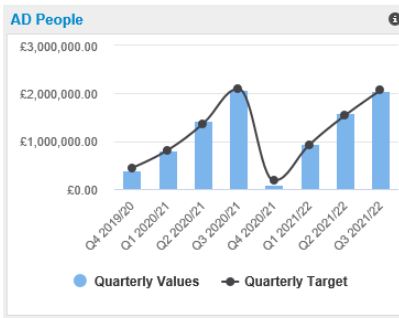 AD People
£3,000,000.00
£2,000,000.00
£1,000,000.00
£0.00
Q4 2019/20
Q1 2020/21
Q2 2020/21
Q3 2020/21
Q4 2020/21
Q1 2021/22
Q2 2021/22
Q3 2021/22
Quarterly Values Quarterly Target